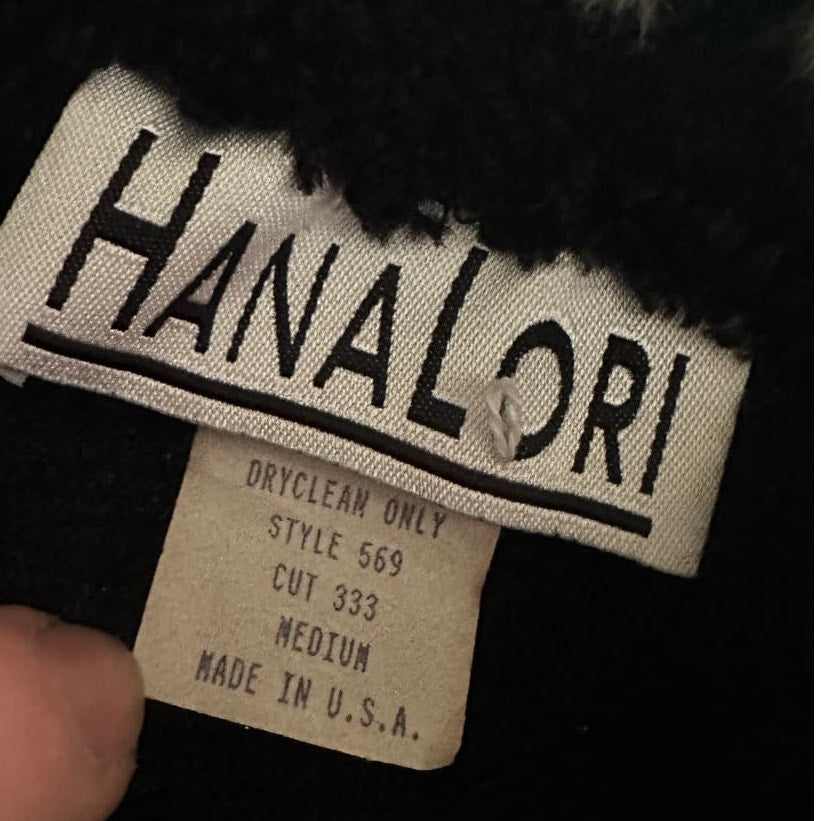 HANALORI
DRYCLEAN ONLY
STYLE 569
CUT 333
MEDIUM
MADE IN U.S.A.